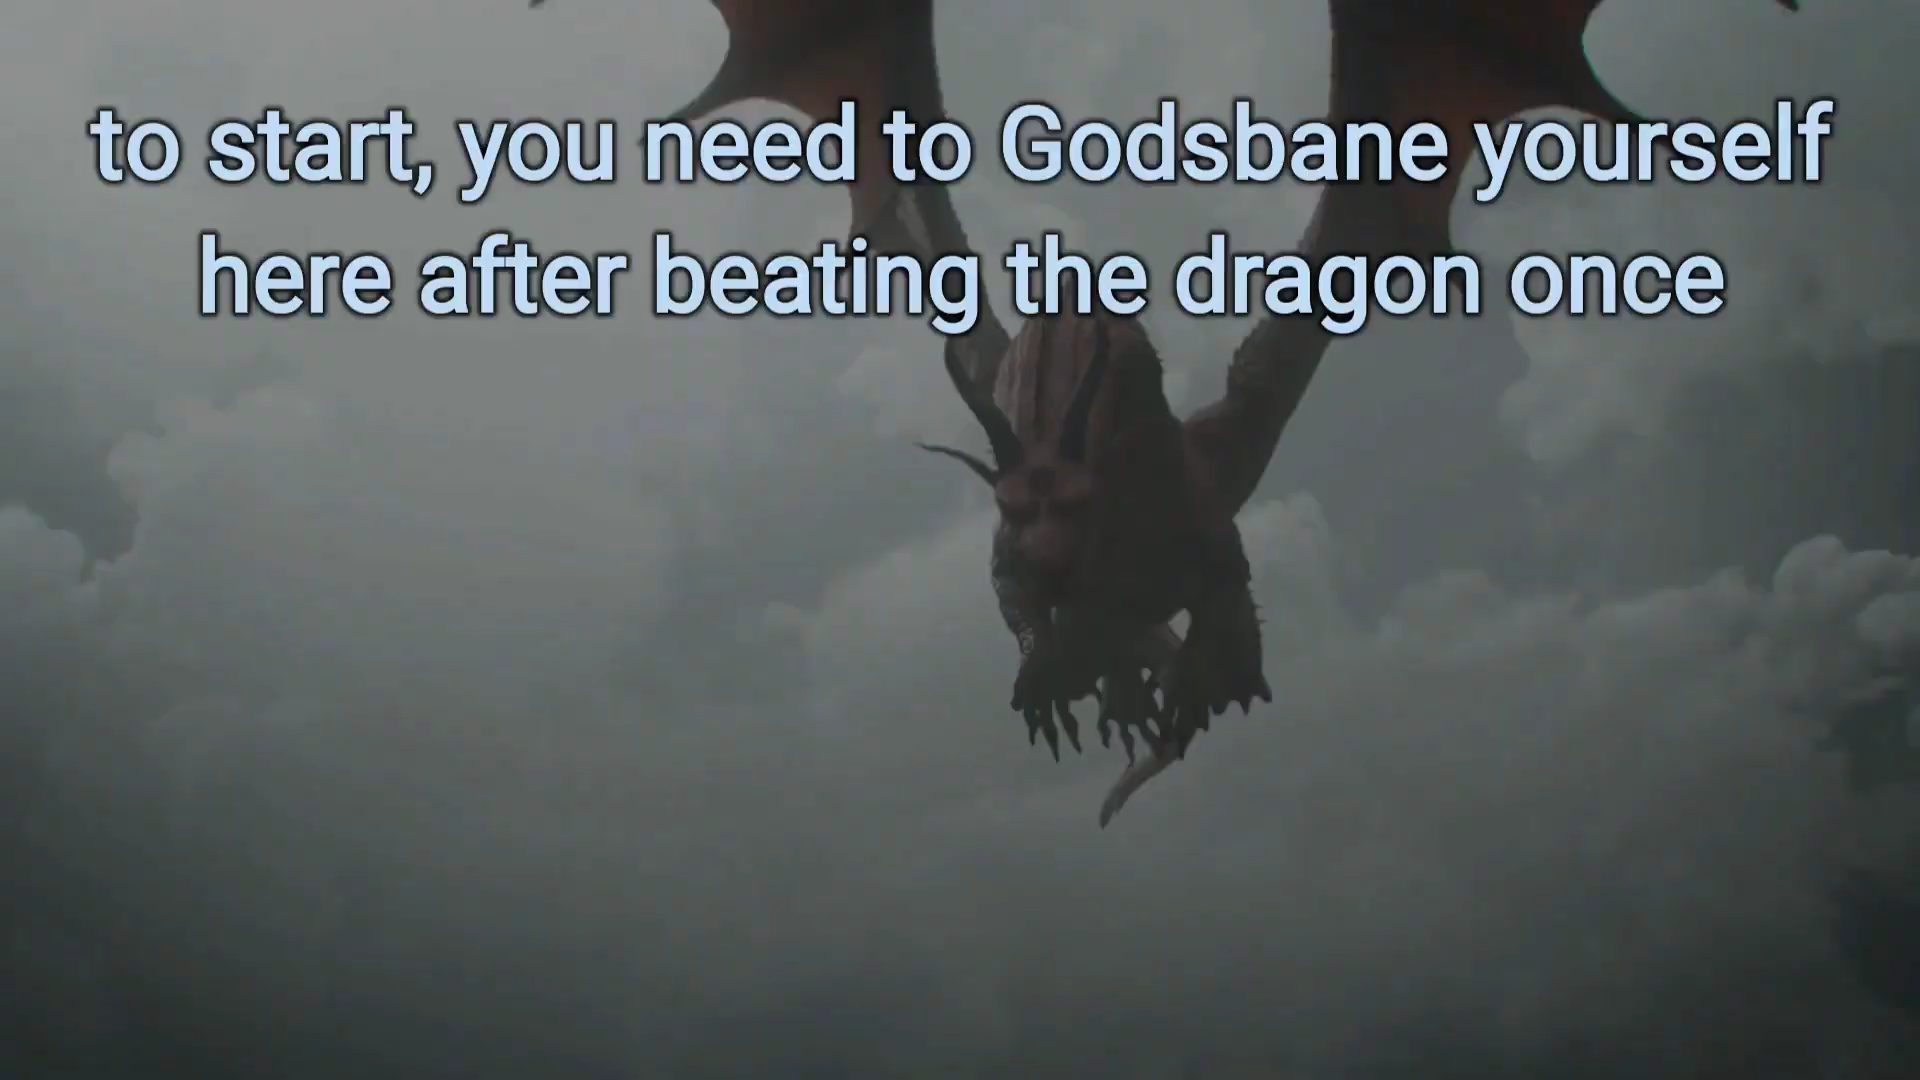 to start, you need to Godsbane yourself
here after beating the dragon once